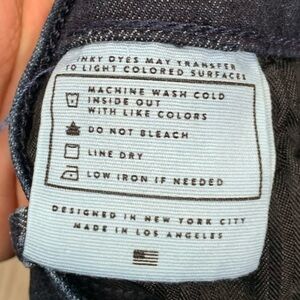 INKY DYES MAY TRANSFER
TO LIGHT COLORED SURFACES
MACHINE WASH COLD
INSIDE OUT
WITH LIKE COLORS
DO NOT BLEACH
LINE DRY
LOW IRON IF NEEDED
DESIGNED IN NEW YORK CITY
MADE IN LOS ANGELES